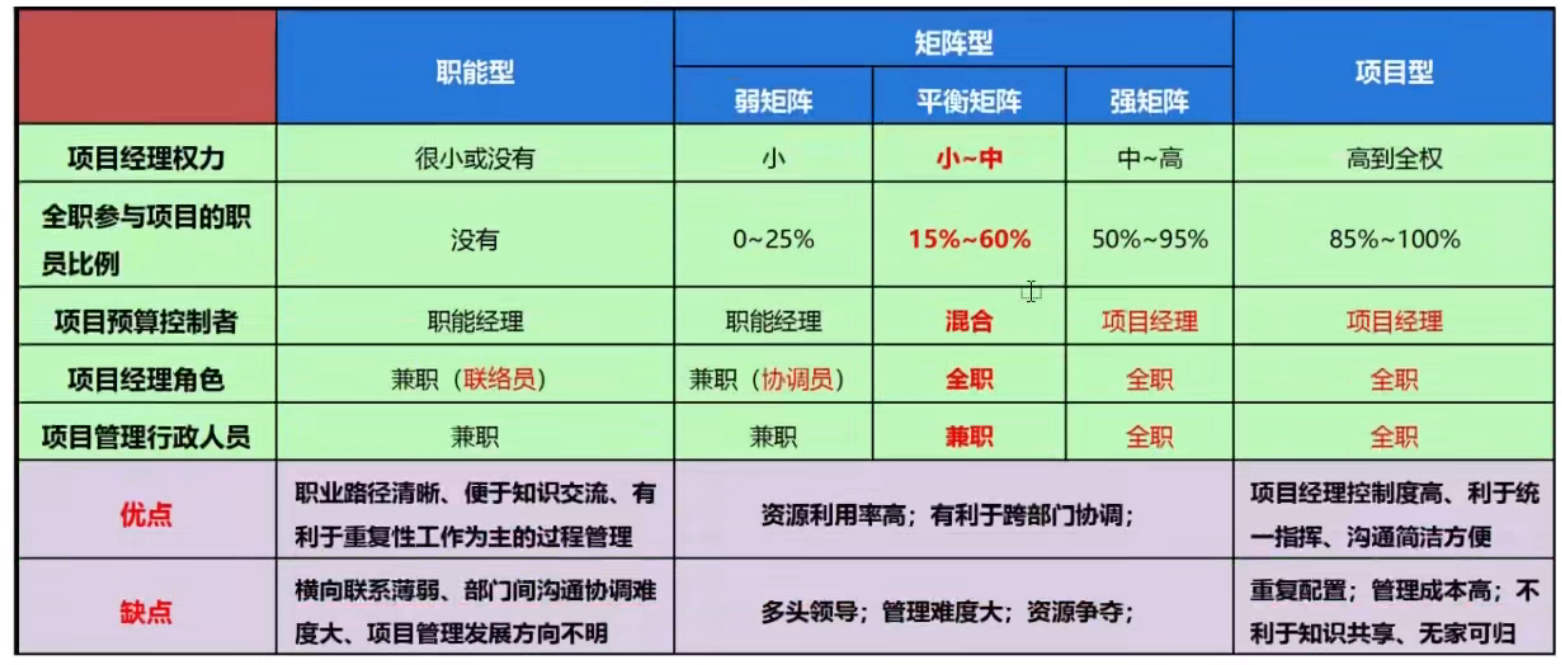 职能型
矩阵型
项目型
弱矩阵
平衡矩阵
强矩阵
项目经理权力
很小或没有
小
小~中
中~高
高到全权
全职参与项目的职
员比例
没有
0~25%
15%~60%
50%~95%
85%~100%
项目预算控制者
职能经理
职能经理
混合
项目经理
项目经理
项目经理角色
兼职（联络员）
兼职（协调员）
全职
全职
全职
项目管理行政人员
兼职
兼职
兼职
全职
全职
优点
职业路径清晰、便于知识交流、有
利于重复性工作为主的过程管理
资源利用率高；有利于跨部门协调；
项目经理控制度高、利于统
一指挥、沟通简洁方便
缺点
横向联系薄弱、部门间沟通协调难
度大、项目管理发展方向不明
多头领导；管理难度大；资源争夺；
重复配置；管理成本高；不
利于知识共享、无家可归